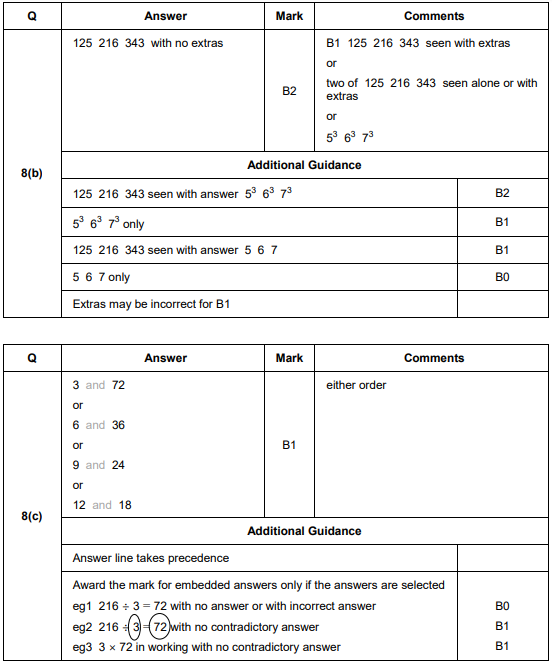 Q Answer Mark Comments
8(b)
125 216 343 with no extras
B2
B1 125 216 343 seen with extras
or
two of 125 216 343 seen alone or with
extras
or
5³ 6³ 7³
Additional Guidance
125 216 343 seen with answer 5³ 6³ 7³ B2
5³ 6³ 7³ only B1
125 216 343 seen with answer 5 6 7 B1
5 6 7 only B0
Extras may be incorrect for B1
Q Answer Mark Comments
8(c)
3 and 72
or
6 and 36
or
9 and 24
or
12 and 18
B1
either order
Additional Guidance
Answer line takes precedence
Award the mark for embedded answers only if the answers are selected
eg1 216 ÷ 3 = 72 with no answer or with incorrect answer B0
eg2 216 ÷ 3 = 72 with no contradictory answer B1
eg3 3 × 72 in working with no contradictory answer B1